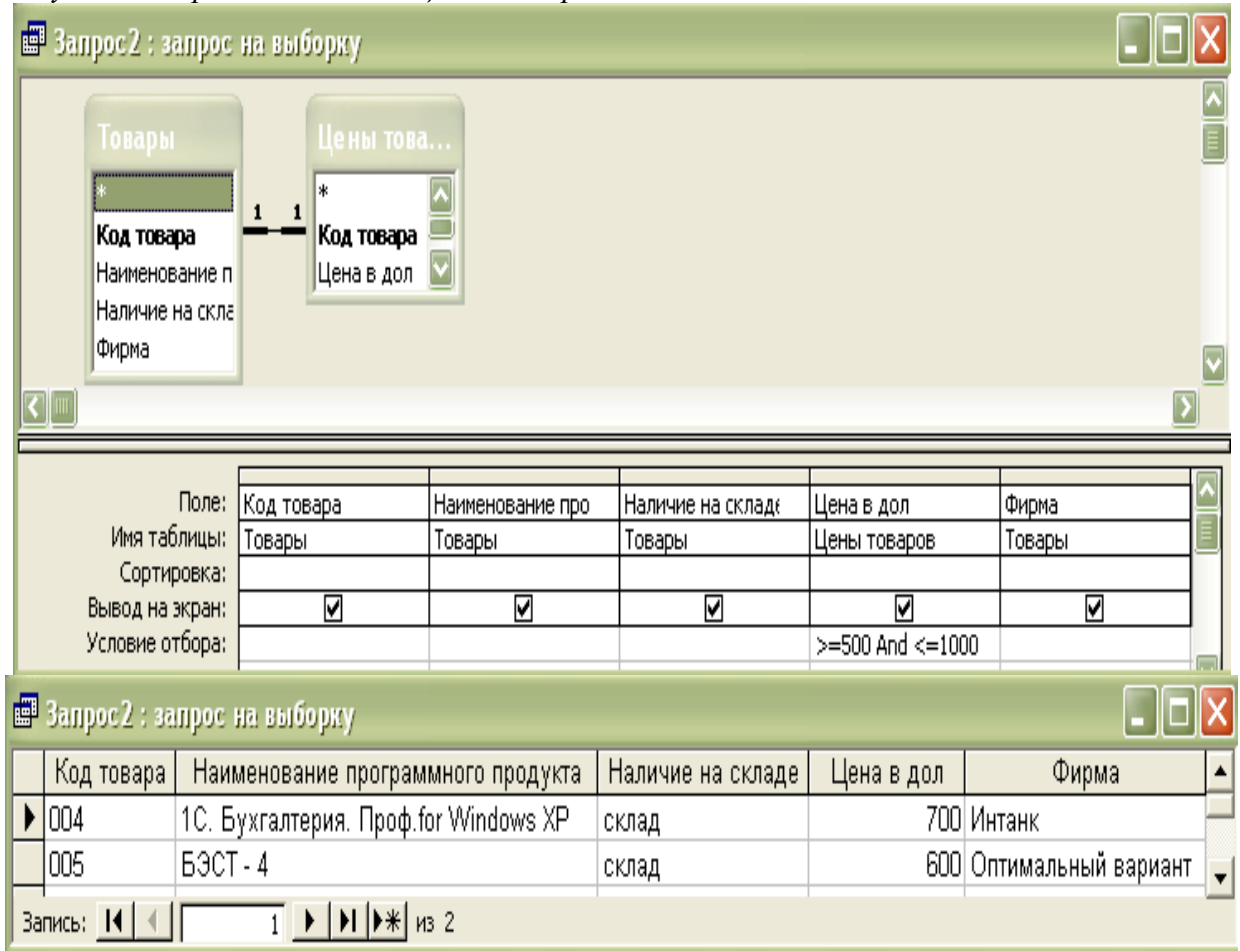 Запрос2 : запрос на выборку
Товары
*
Код товара
Наименование п
Наличие на скла
Фирма
1 1
Цены това...
*
Код товара
Цена в дол
Поле: Код товара Наименование про Наличие на складе Цена в дол Фирма
Имя таблицы: Товары Товары Товары Цены товаров Товары
Сортировка:
Вывод на экран:
Условие отбора: >=500 And <=1000
Запрос2 : запрос на выборку
Код товара Наименование программного продукта Наличие на складе Цена в дол Фирма
004 1С. Бухгалтерия. Проф.for Windows XP склад 700 Интанк
005 БЭСТ - 4 склад 600 Оптимальный вариант
Запись: 1 из 2